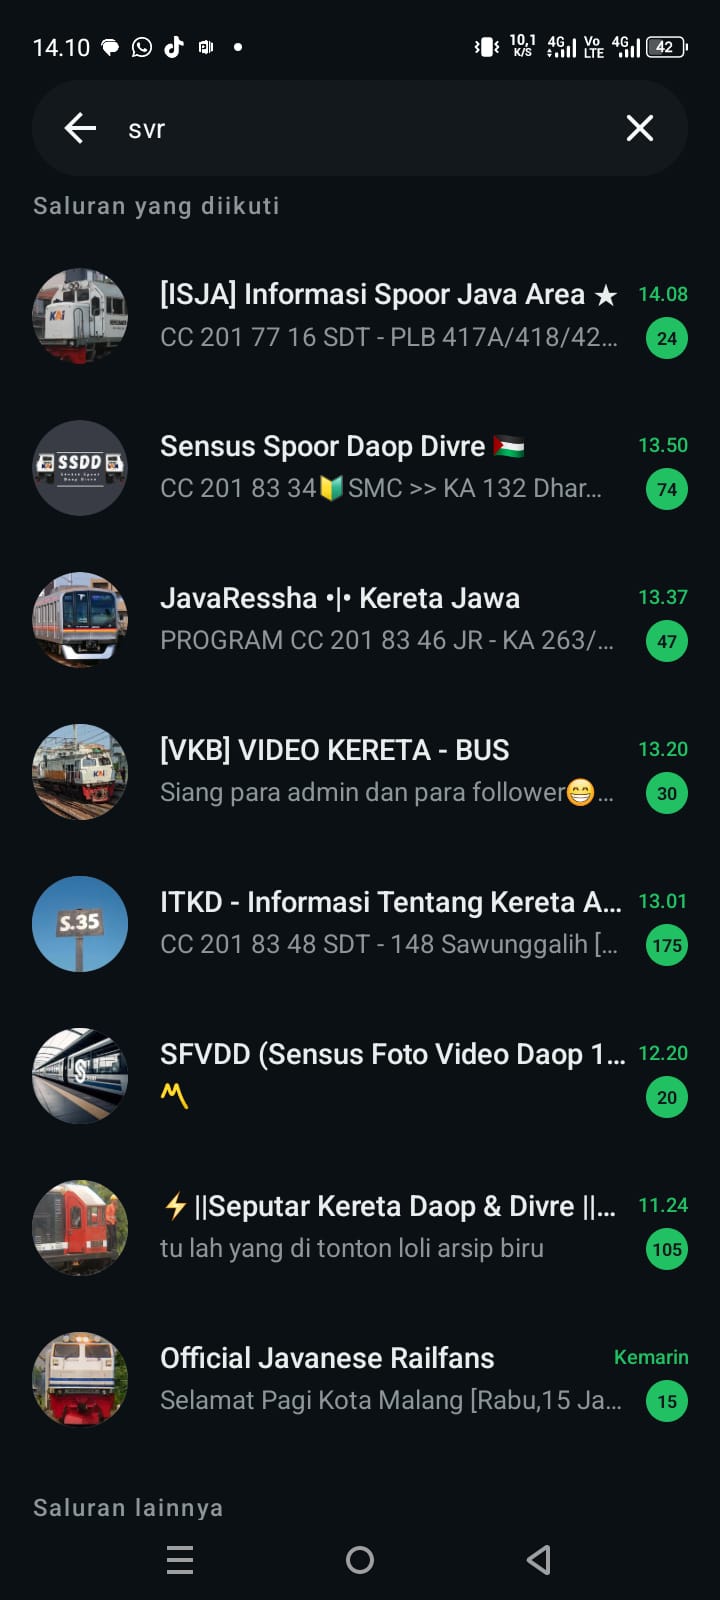 14.10
10,1 K/S 4G Vo LTE 4G 42
svr
Saluran yang diikuti
[ISJA] Informasi Spoor Java Area ★ 14.08
CC 201 77 16 SDT - PLB 417A/418/42... 24
Sensus Spoor Daop Divre 🇵🇸 13.50
SSDD
CC 201 83 34🔰SMC >> KA 132 Dhar... 74
JavaRessha •|• Kereta Jawa 13.37
PROGRAM CC 201 83 46 JR - KA 263/... 47
[VKB] VIDEO KERETA - BUS 13.20
KAI
Siang para admin dan para follower😁... 30
ITKD - Informasi Tentang Kereta A... 13.01
S.35
CC 201 83 48 SDT - 148 Sawunggalih [... 175
SFVDD (Sensus Foto Video Daop 1... 12.20
〽️ 20
⚡||Seputar Kereta Daop & Divre ||... 11.24
tu lah yang di tonton loli arsip biru 105
Official Javanese Railfans Kemarin
Selamat Pagi Kota Malang [Rabu,15 Ja... 15
Saluran lainnya